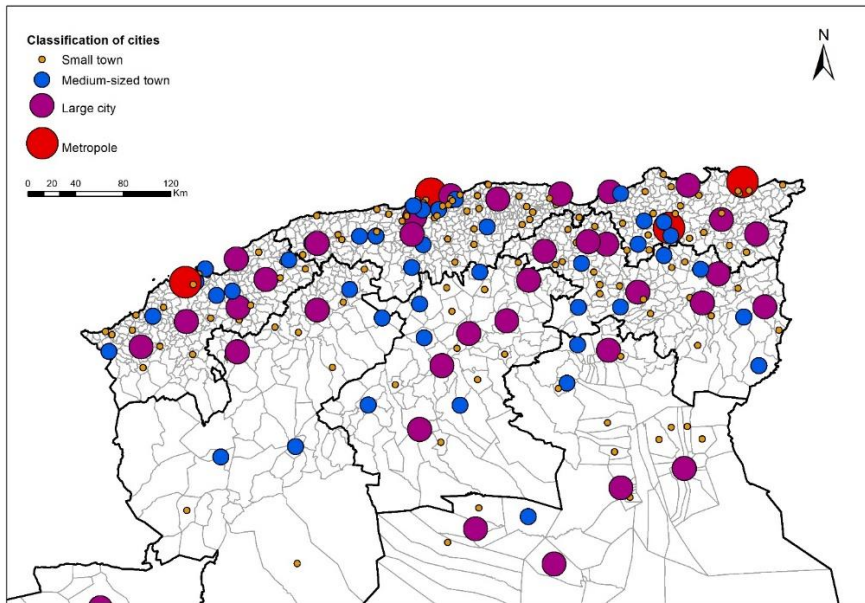 N
Classification of cities
Small town
Medium-sized town
Large city
Metropole
0 20 40 80 120
Km